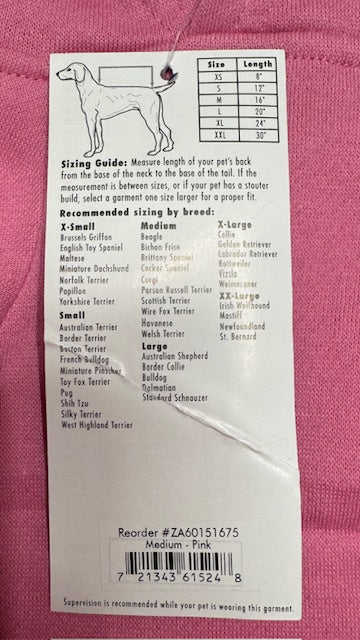 Size Length
XS 8"
S 12"
M 16"
L 20"
XL 24"
XXL 30"
Sizing Guide: Measure length of your pet's back
from the base of the neck to the base of the tail. If the
measurement is between sizes, or if your pet has a stouter
build, select a garment one size larger for a proper fit.
Recommended sizing by breed:
X-Small
Brussels Griffon
English Toy Spaniel
Maltese
Miniature Dachshund
Norfolk Terrier
Papillon
Yorkshire Terrier
Small
Australian Terrier
Border Terrier
Boston Terrier
French Bulldog
Miniature Pinscher
Toy Fox Terrier
Pug
Shih Tzu
Silky Terrier
West Highland Terrier
Medium
Beagle
Bichon Frise
Brittany Spaniel
Cocker Spaniel
Corgi
Parson Russell Terrier
Scottish Terrier
Wire Fox Terrier
Havanese
Welsh Terrier
Large
Australian Shepherd
Border Collie
Bulldog
Dalmation
Standard Schnauzer
X-Large
Collie
Golden Retriever
Labrador Retriever
Rottweiler
Vizsla
Weimaraner
XX-Large
Irish Wolfhound
Mastiff
Newfoundland
St. Bernard
Reorder #ZA60151675
Medium - Pink
7 21343 61524 8
Supervision is recommended while your pet is wearing this garment.